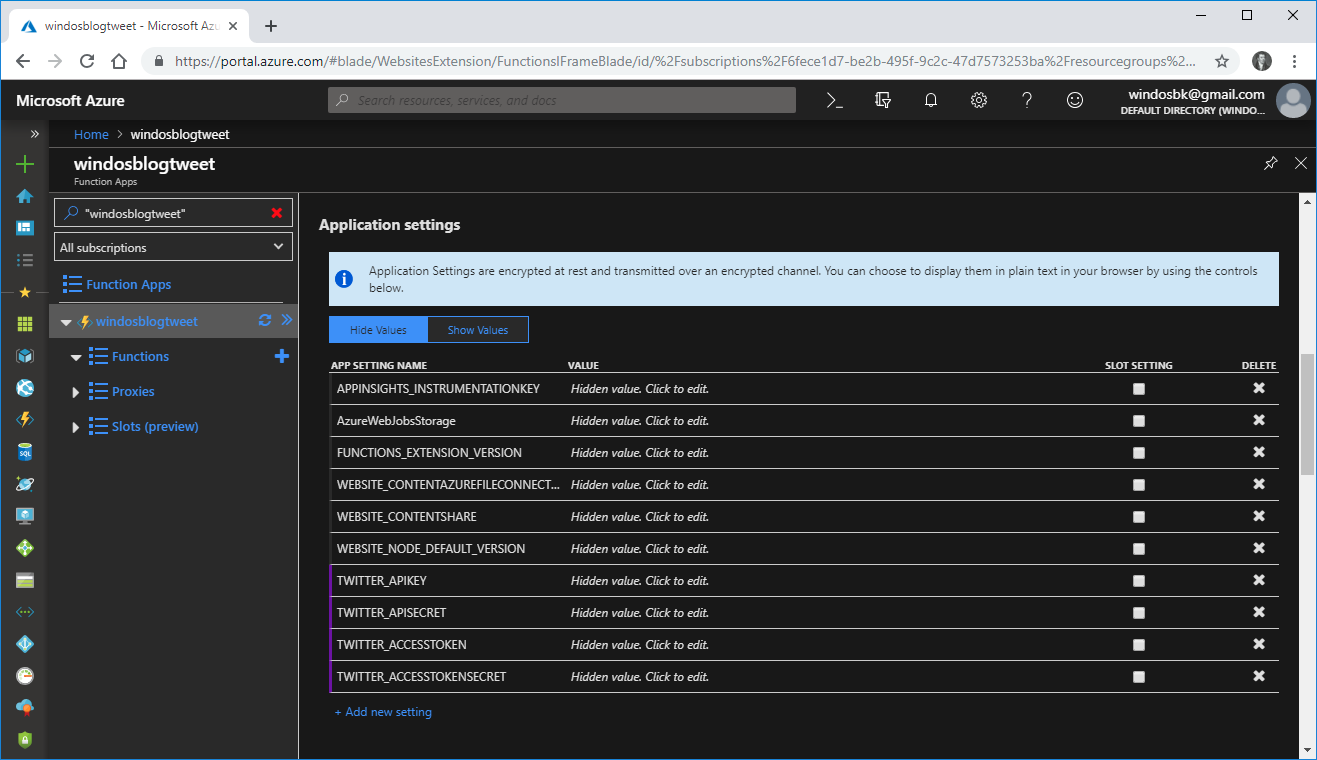 windosblogtweet - Microsoft Azu
https://portal.azure.com/#blade/WebsitesExtension/FunctionsIFrameBlade/id/%2Fsubscriptions%2F6fece1d7-be2b-495f-9c2c-47d7573253ba%2Fresourcegroups%2...
Microsoft Azure
Search resources, services, and docs
windosbk@gmail.com
DEFAULT DIRECTORY (WINDO...
Home > windosblogtweet
windosblogtweet
Function Apps
"windosblogtweet"
All subscriptions
Function Apps
windosblogtweet
Functions
Proxies
Slots (preview)
SQL
Application settings
Application Settings are encrypted at rest and transmitted over an encrypted channel. You can choose to display them in plain text in your browser by using the controls
below.
Hide Values Show Values
APP SETTING NAME VALUE SLOT SETTING DELETE
APPINSIGHTS_INSTRUMENTATIONKEY Hidden value. Click to edit.
AzureWebJobsStorage Hidden value. Click to edit.
FUNCTIONS_EXTENSION_VERSION Hidden value. Click to edit.
WEBSITE_CONTENTAZUREFILECONNECT... Hidden value. Click to edit.
WEBSITE_CONTENTSHARE Hidden value. Click to edit.
WEBSITE_NODE_DEFAULT_VERSION Hidden value. Click to edit.
TWITTER_APIKEY Hidden value. Click to edit.
TWITTER_APISECRET Hidden value. Click to edit.
TWITTER_ACCESSTOKEN Hidden value. Click to edit.
TWITTER_ACCESSTOKENSECRET Hidden value. Click to edit.
+ Add new setting